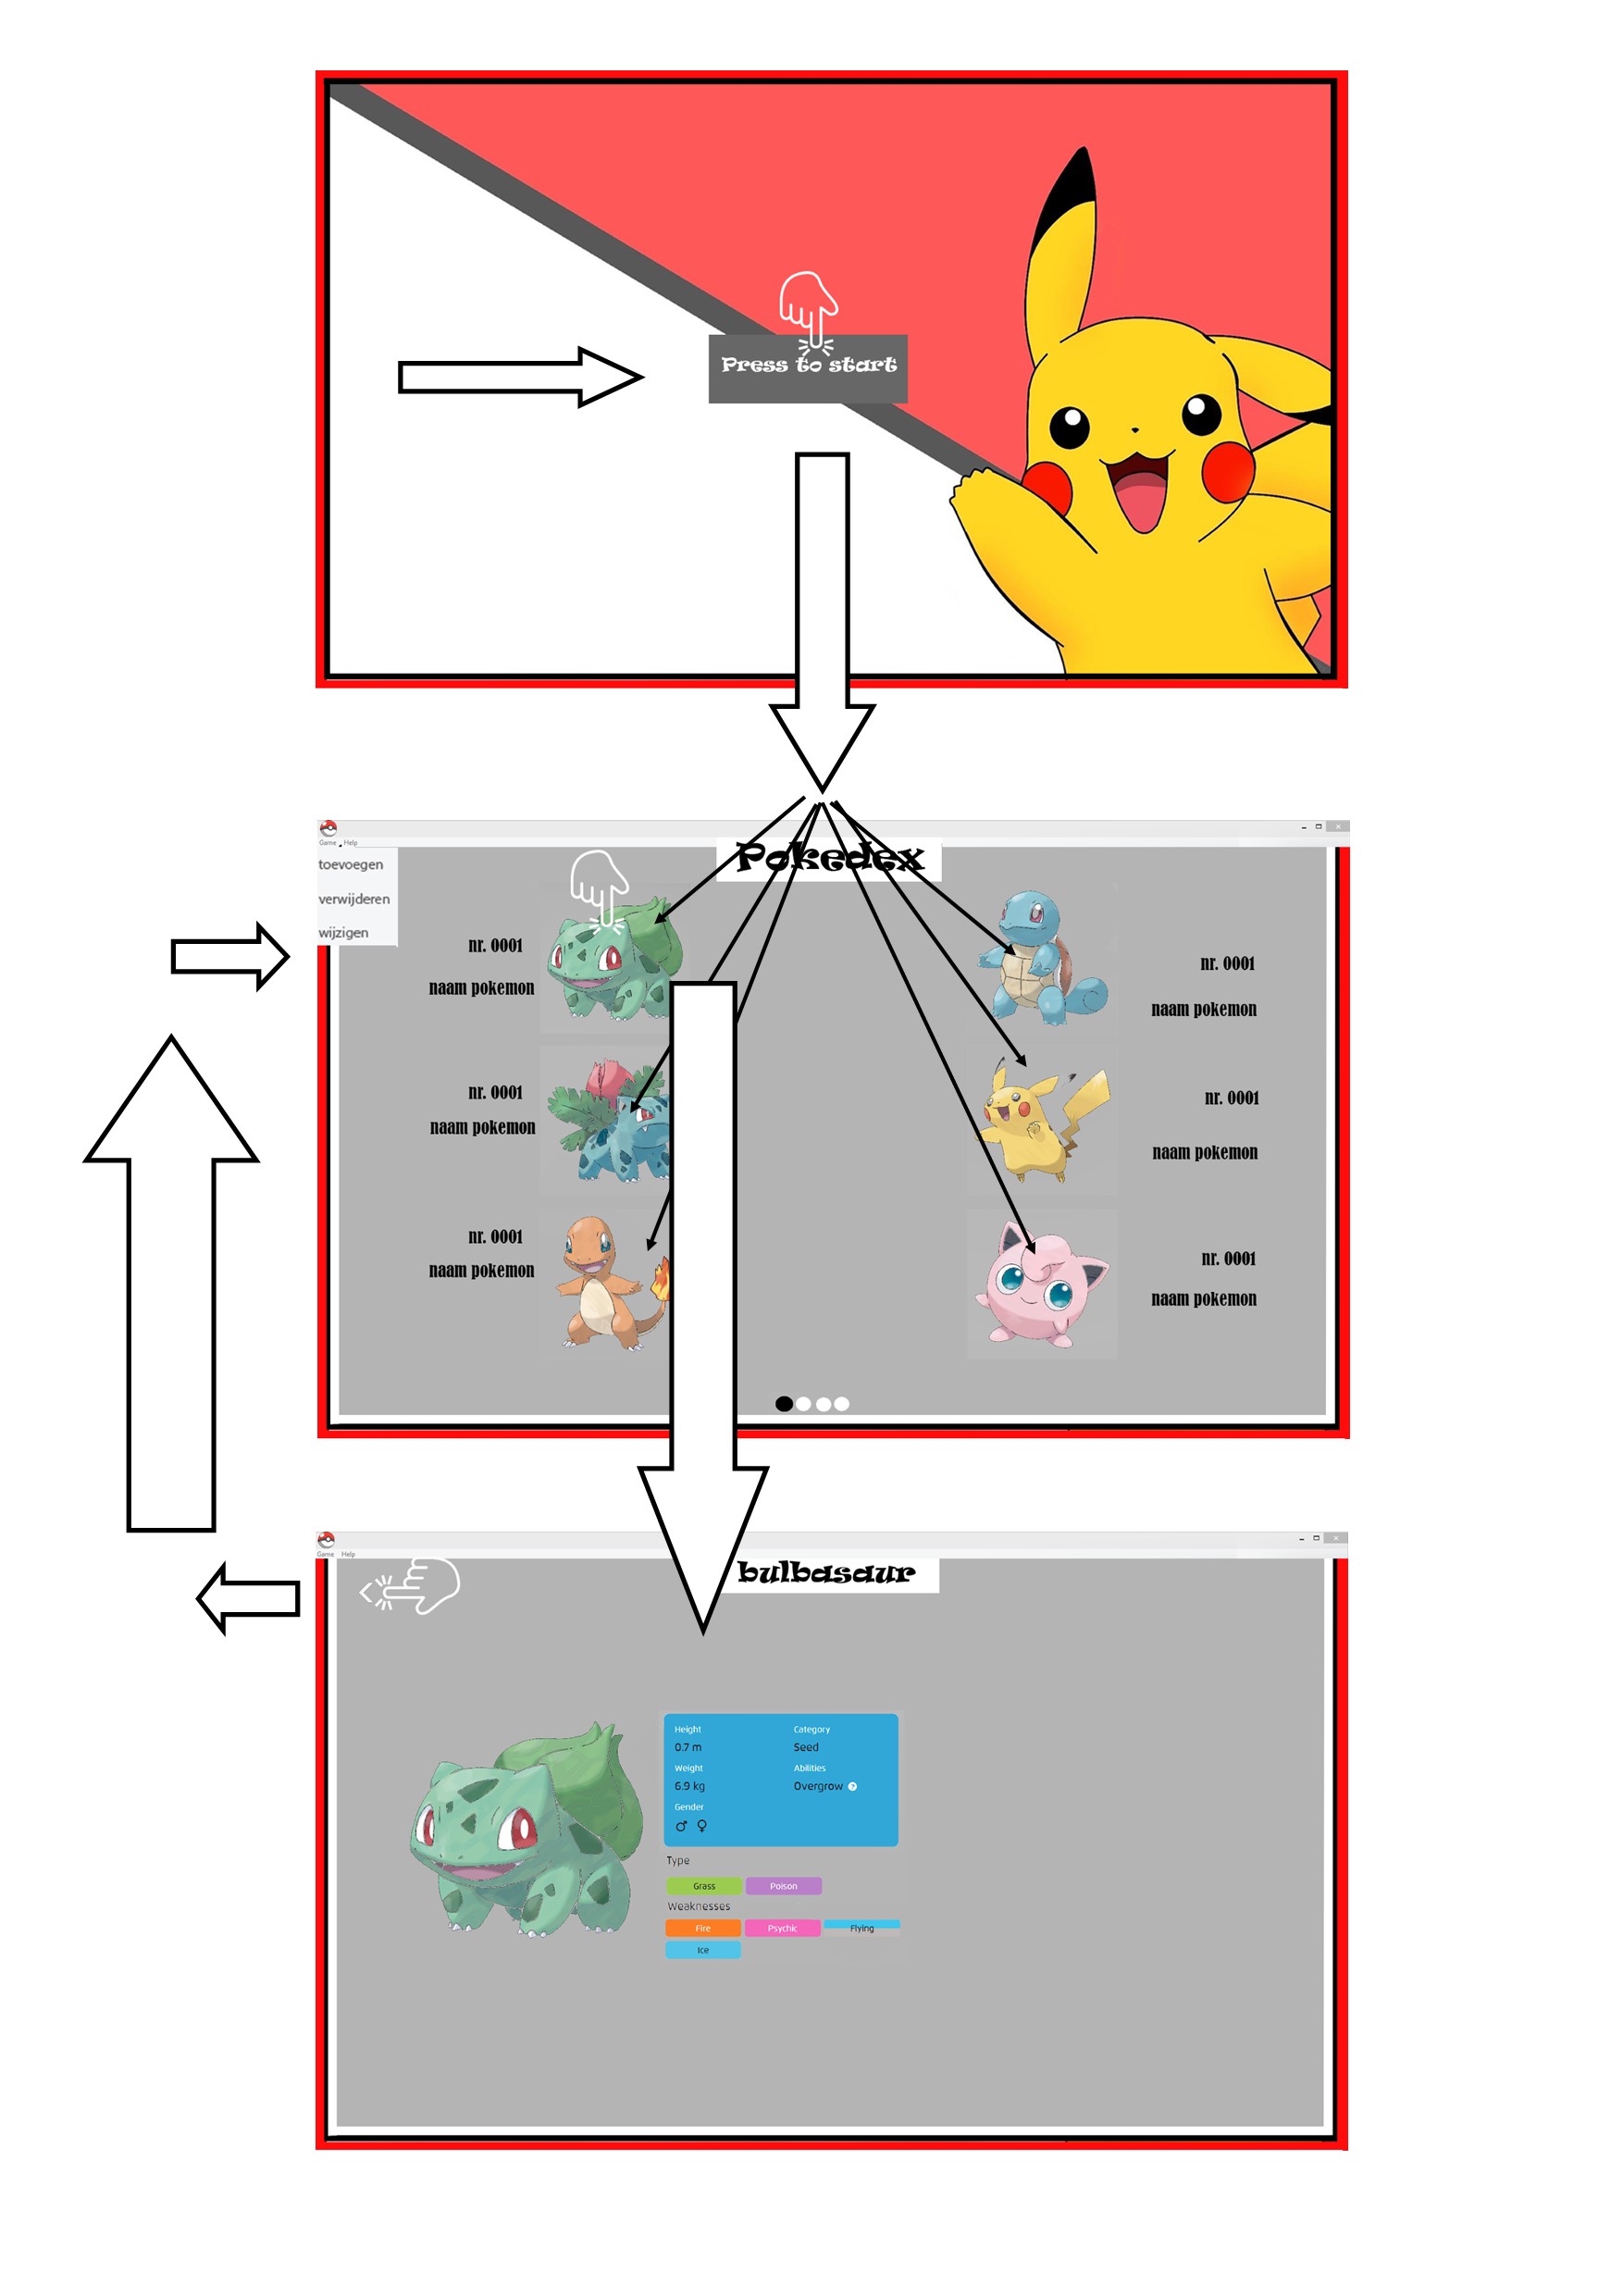 Press to start
Game Help
Pokedex
toevoegen
verwijderen
wijzigen
nr. 0001
naam pokemon
nr. 0001
naam pokemon
nr. 0001
naam pokemon
nr. 0001
naam pokemon
nr. 0001
naam pokemon
nr. 0001
naam pokemon
Game Help
bulbasaur
Height Category
0.7 m Seed
Weight Abilities
6.9 kg Overgrow ?
Gender
♂ ♀
Type
Grass Poison
Weaknesses
Fire Psychic Flying
Ice